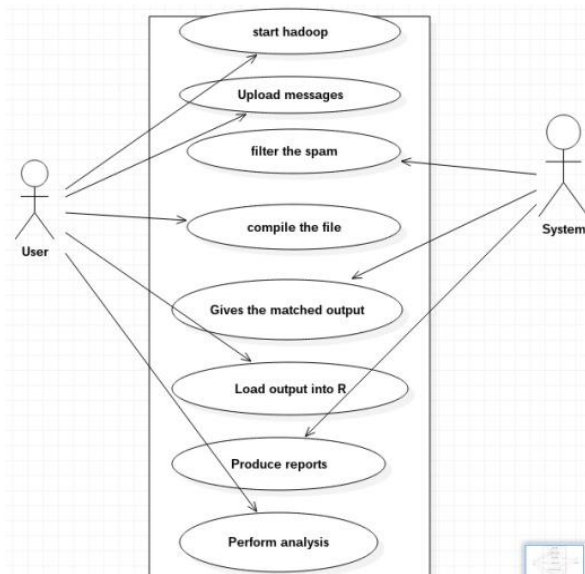 start hadoop
Upload messages
filter the spam
compile the file
Gives the matched output
Load output into R
Produce reports
Perform analysis
User
System